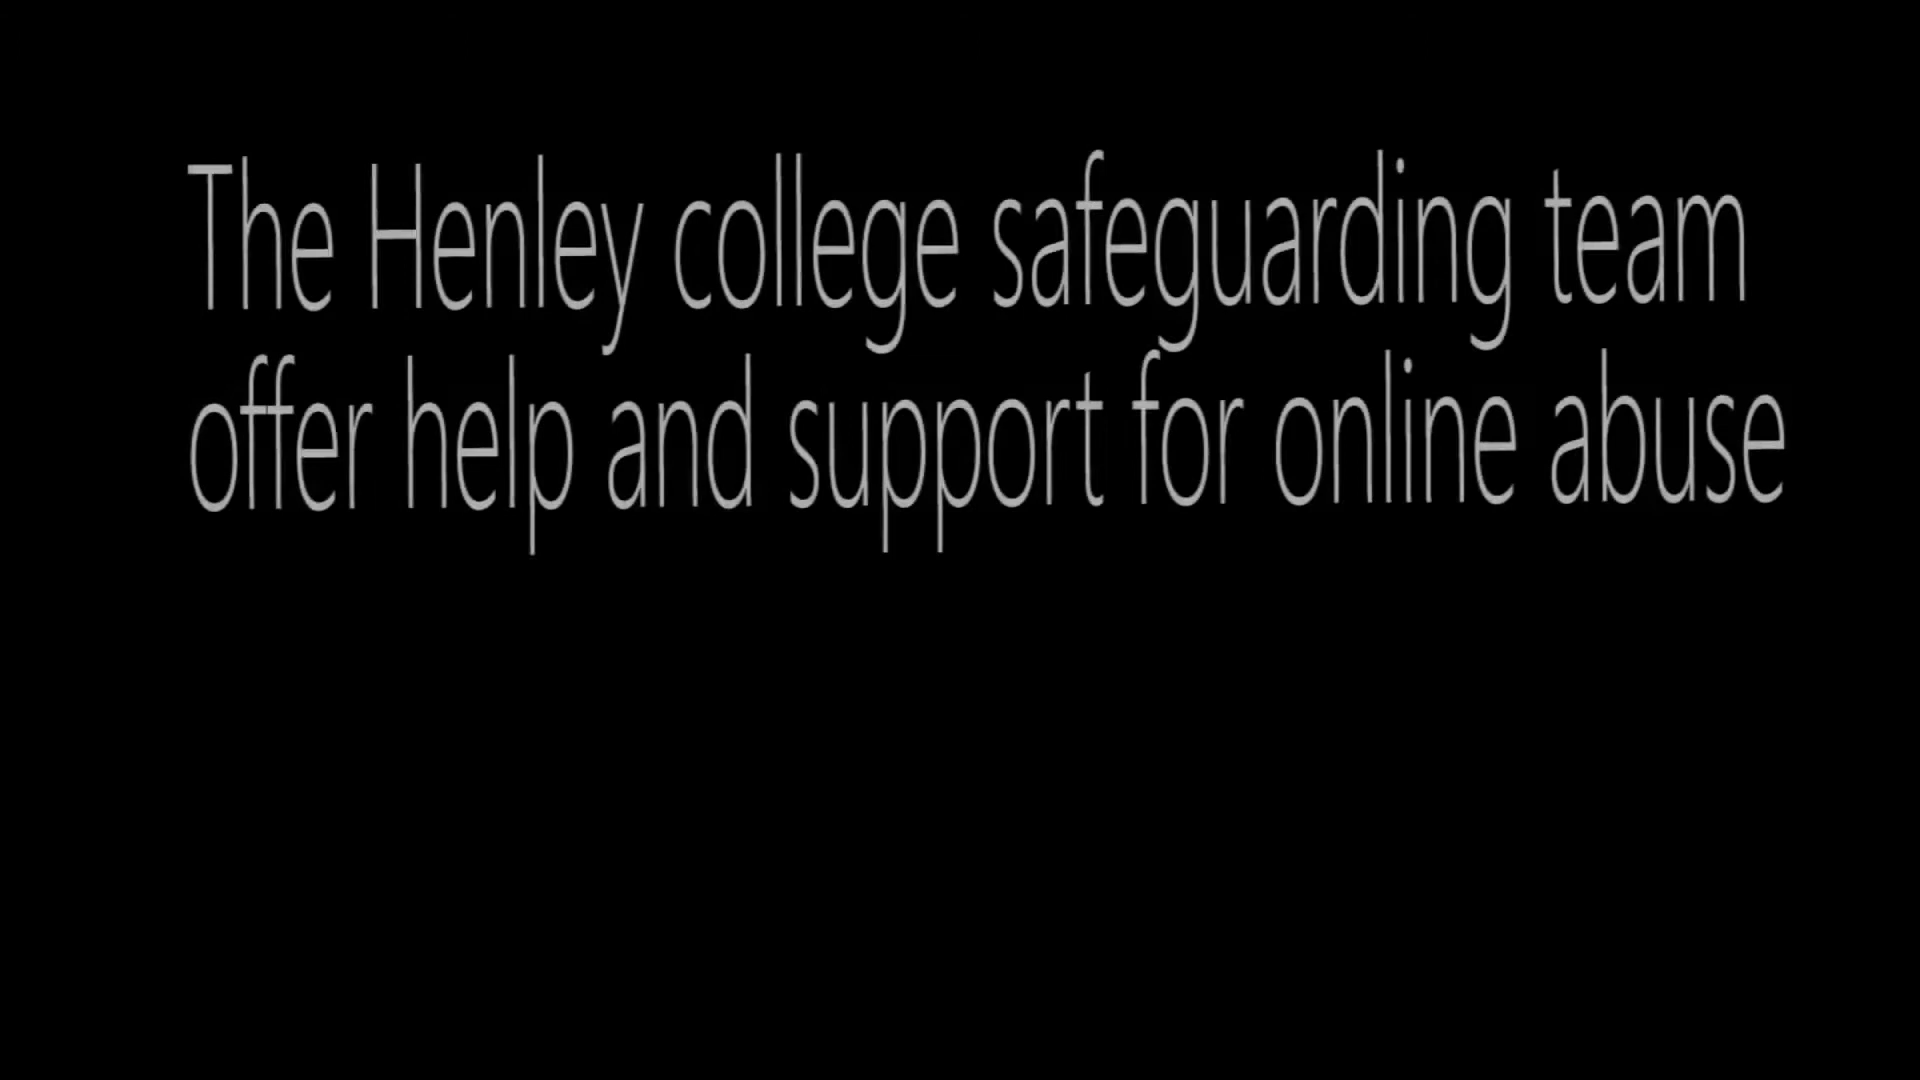 The Henley college safeguarding team
offer help and support for online abuse